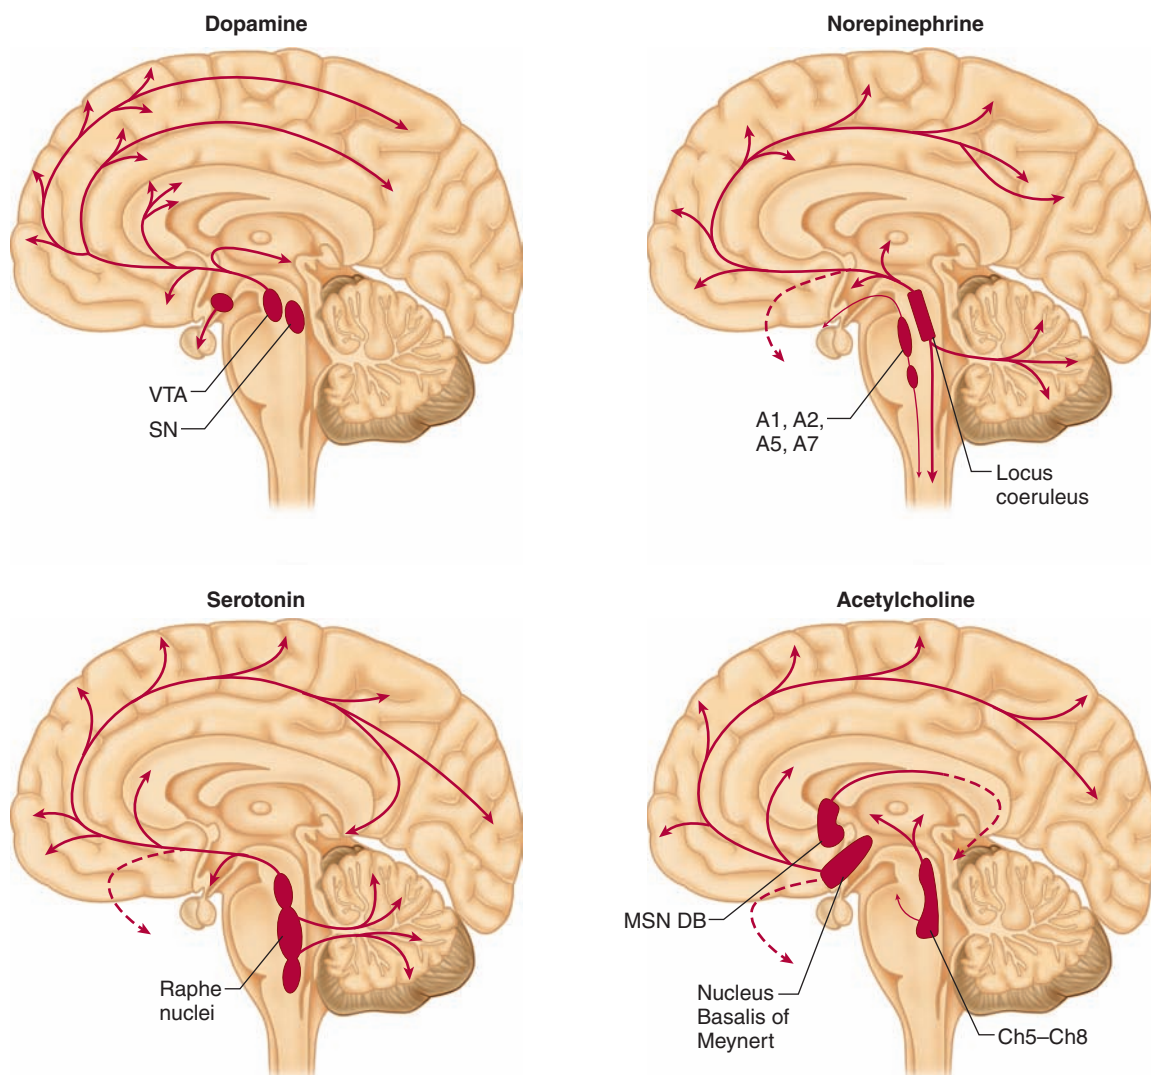 Dopamine
Norepinephrine
VTA
SN
A1, A2,
A5, A7
Locus
coeruleus
Serotonin
Acetylcholine
Raphe
nuclei
MSN DB
Nucleus
Basalis of
Meynert
Ch5–Ch8